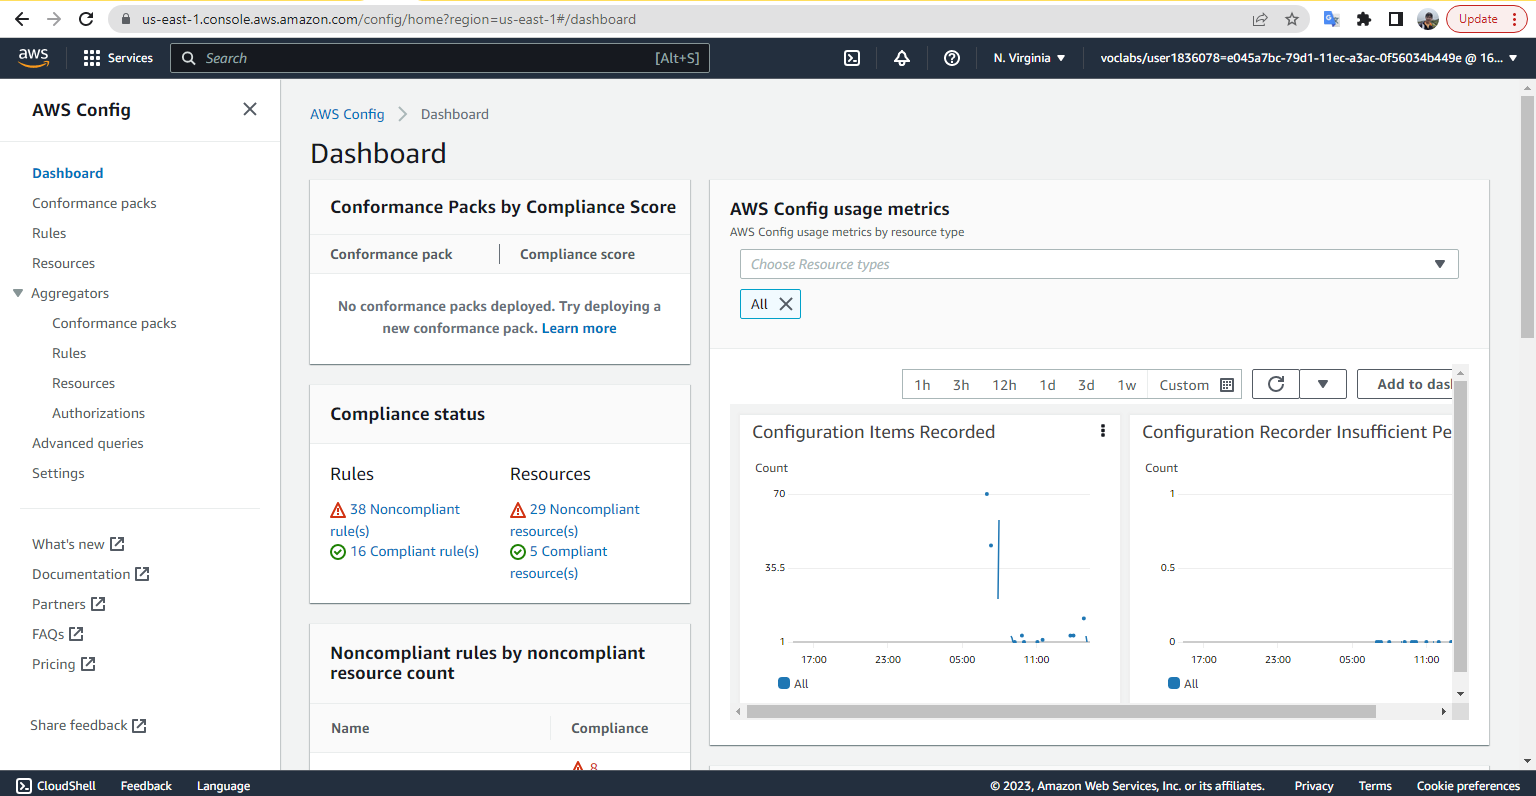 us-east-1.console.aws.amazon.com/config/home?region=us-east-1#/dashboard
Update
aws
Services
Search
[Alt+S]
N. Virginia
voclabs/user1836078=e045a7bc-79d1-11ec-a3ac-0f56034b449e @ 16...
AWS Config
Dashboard
Conformance packs
Rules
Resources
Aggregators
Conformance packs
Rules
Resources
Authorizations
Advanced queries
Settings
What's new
Documentation
Partners
FAQs
Pricing
Share feedback
AWS Config
Dashboard
Dashboard
Conformance Packs by Compliance Score
Conformance pack
Compliance score
No conformance packs deployed. Try deploying a
new conformance pack. Learn more
Compliance status
Rules
38 Noncompliant
rule(s)
16 Compliant rule(s)
Resources
29 Noncompliant
resource(s)
5 Compliant
resource(s)
Noncompliant rules by noncompliant
resource count
Name
Compliance
8
AWS Config usage metrics
AWS Config usage metrics by resource type
Choose Resource types
All
1h
3h
12h
1d
3d
1w
Custom
Add to das
Configuration Items Recorded
Count
70
35.5
1
17:00
23:00
05:00
11:00
All
Configuration Recorder Insufficient Pe
Count
1
0.5
0
17:00
23:00
05:00
11:00
All
CloudShell
Feedback
Language
© 2023, Amazon Web Services, Inc. or its affiliates.
Privacy
Terms
Cookie preferences